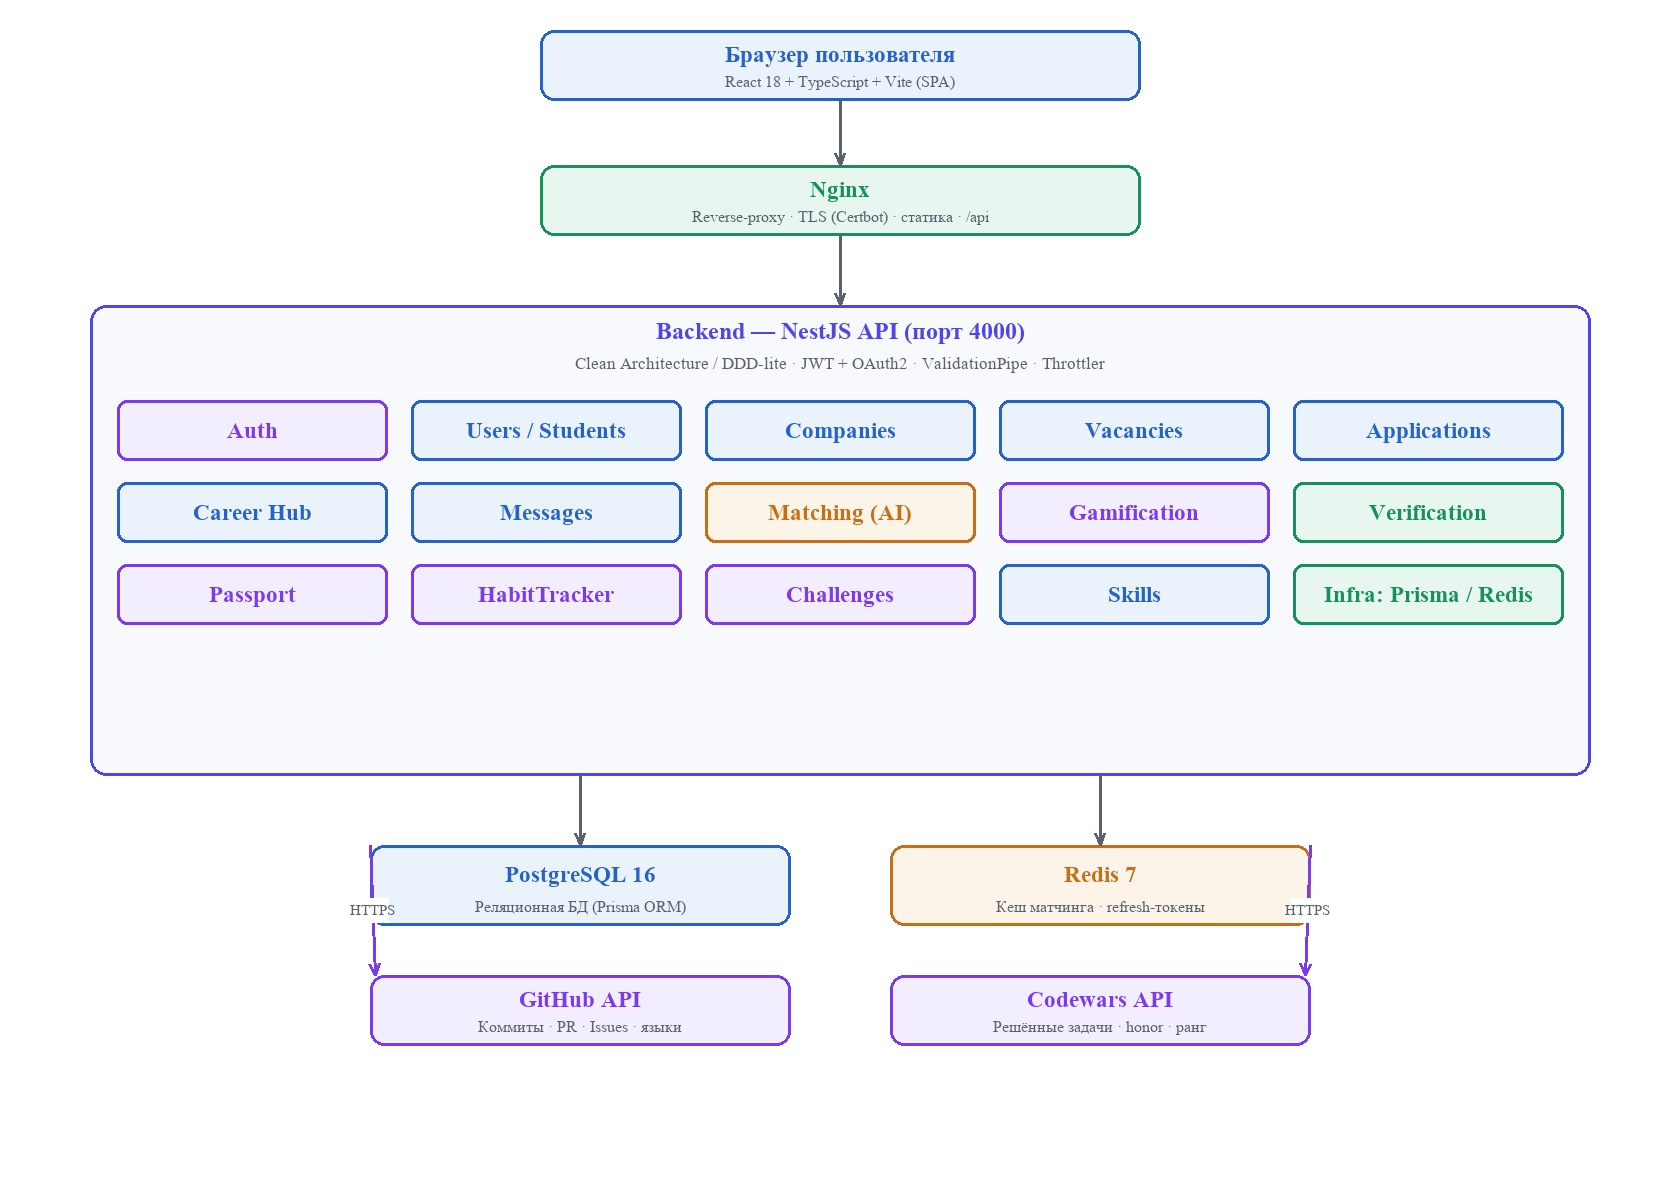 Браузер пользователя
React 18 + TypeScript + Vite (SPA)
Nginx
Reverse-proxy · TLS (Certbot) · статика · /api
Backend — NestJS API (порт 4000)
Clean Architecture / DDD-lite · JWT + OAuth2 · ValidationPipe · Throttler
Auth
Users / Students
Companies
Vacancies
Applications
Career Hub
Messages
Matching (AI)
Gamification
Verification
Passport
HabitTracker
Challenges
Skills
Infra: Prisma / Redis
PostgreSQL 16
Реляционная БД (Prisma ORM)
Redis 7
Кеш матчинга · refresh-токены
HTTPS
HTTPS
GitHub API
Коммиты · PR · Issues · языки
Codewars API
Решённые задачи · honor · ранг